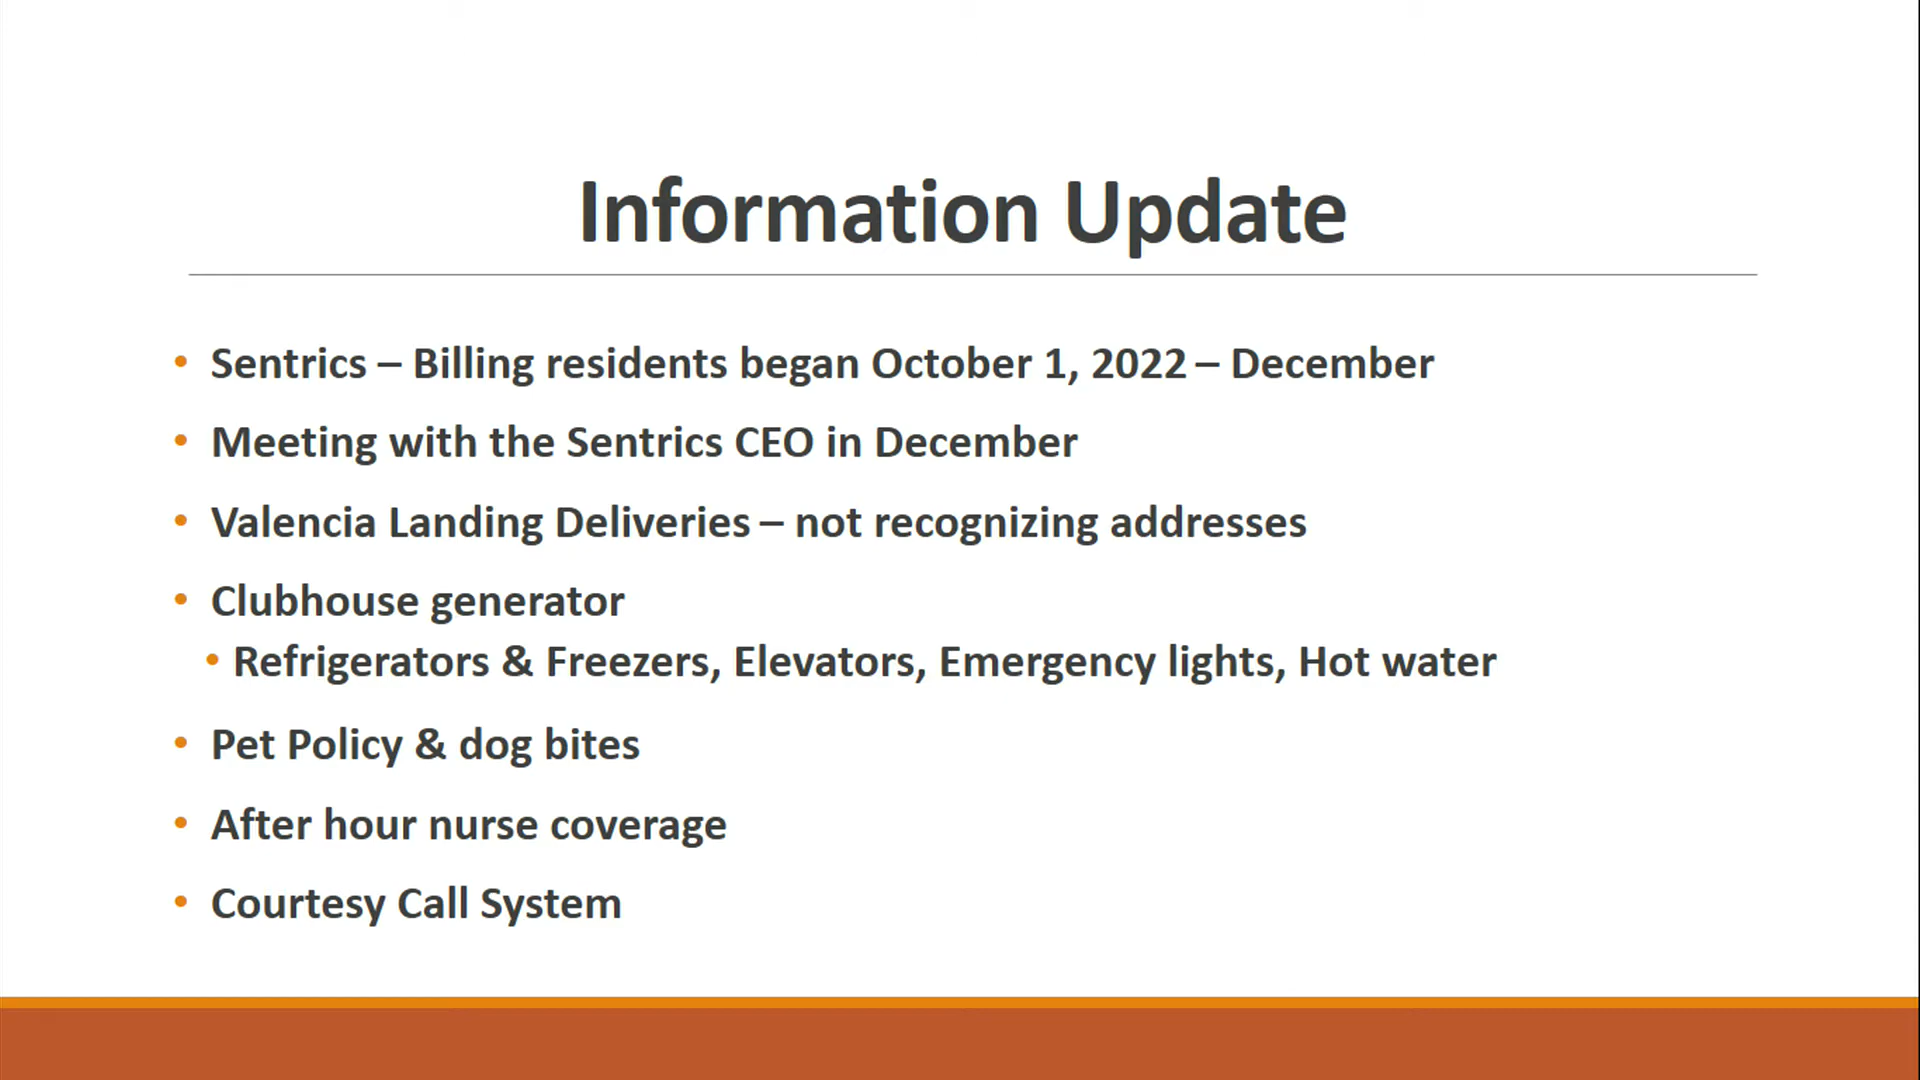 Information Update
• Sentrics – Billing residents began October 1, 2022 – December
• Meeting with the Sentrics CEO in December
• Valencia Landing Deliveries – not recognizing addresses
• Clubhouse generator
• Refrigerators & Freezers, Elevators, Emergency lights, Hot water
• Pet Policy & dog bites
• After hour nurse coverage
• Courtesy Call System